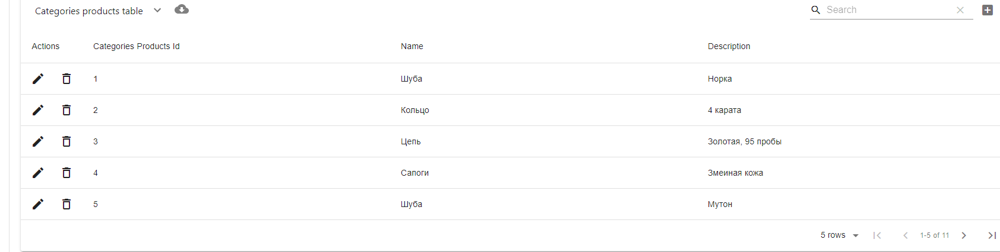 Categories products table
Search
Actions Categories Products Id Name Description
1 Шуба Норка
2 Кольцо 4 карата
3 Цепь Золотая, 95 пробы
4 Сапоги Змеиная кожа
5 Шуба Мутон
5 rows 1-5 of 11